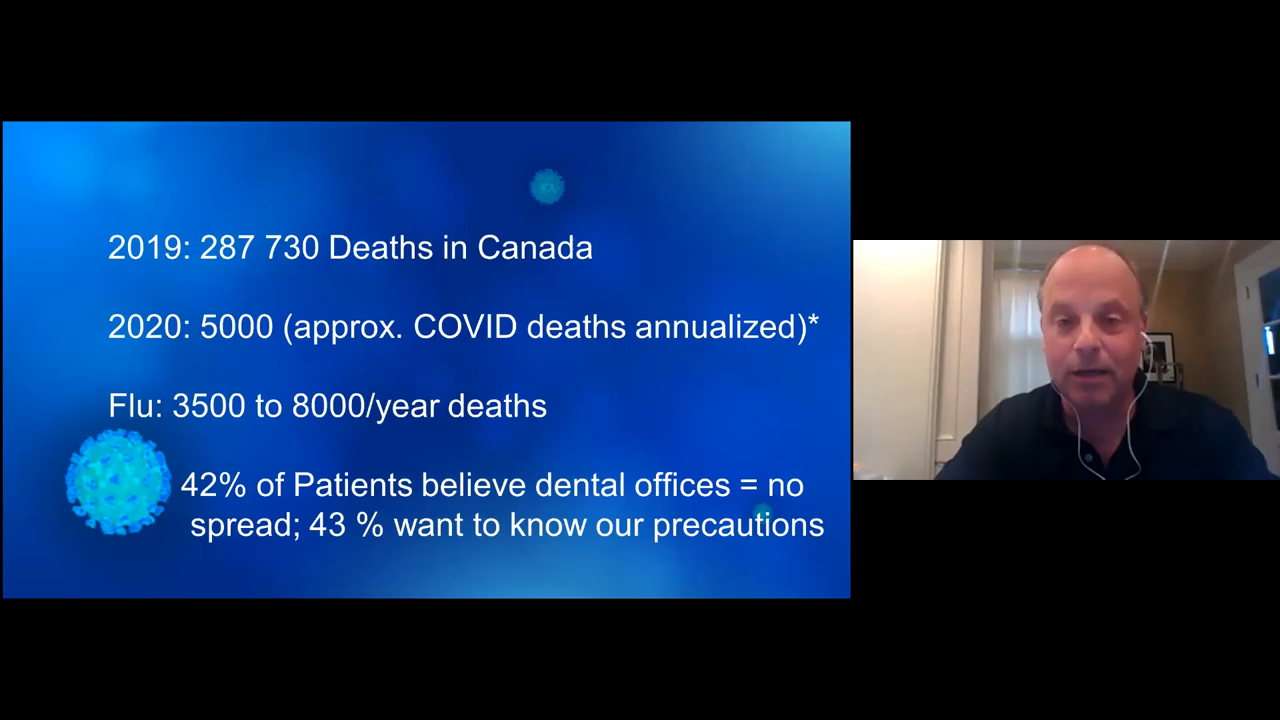 2019: 287 730 Deaths in Canada
2020: 5000 (approx. COVID deaths annualized)*
Flu: 3500 to 8000/year deaths
42% of Patients believe dental offices = no
spread; 43 % want to know our precautions